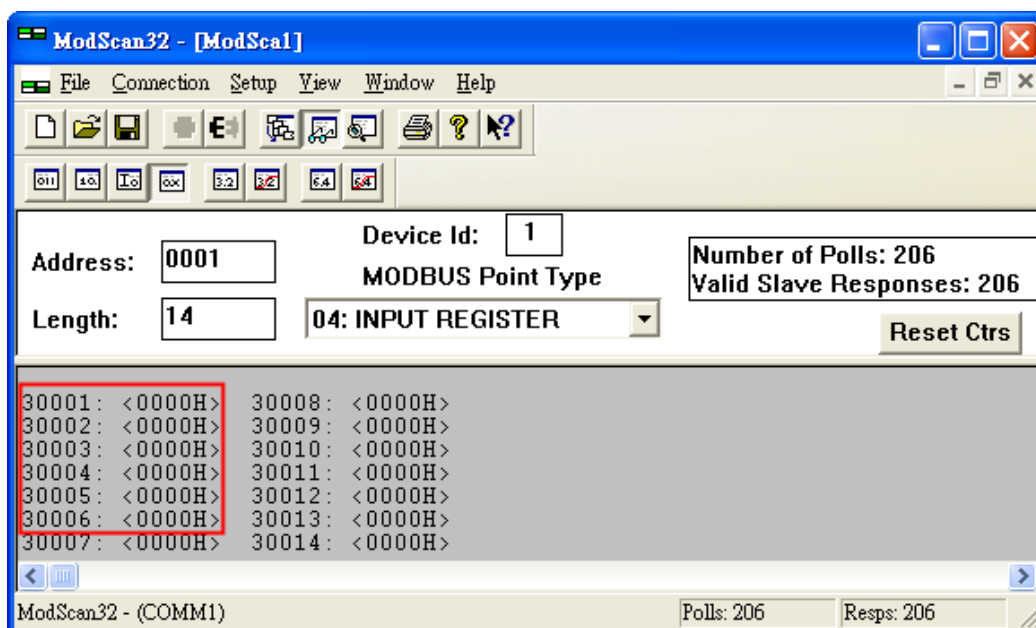 ModScan32 - [ModSca1]
File Connection Setup View Window Help
Device Id: 1
Address: 0001
MODBUS Point Type
Length: 14
04: INPUT REGISTER
Number of Polls: 206
Valid Slave Responses: 206
Reset Ctrs
30001: <0000H> 30008: <0000H>
30002: <0000H> 30009: <0000H>
30003: <0000H> 30010: <0000H>
30004: <0000H> 30011: <0000H>
30005: <0000H> 30012: <0000H>
30006: <0000H> 30013: <0000H>
30007: <0000H> 30014: <0000H>
ModScan32 - (COMM1) Polls: 206 Resps: 206